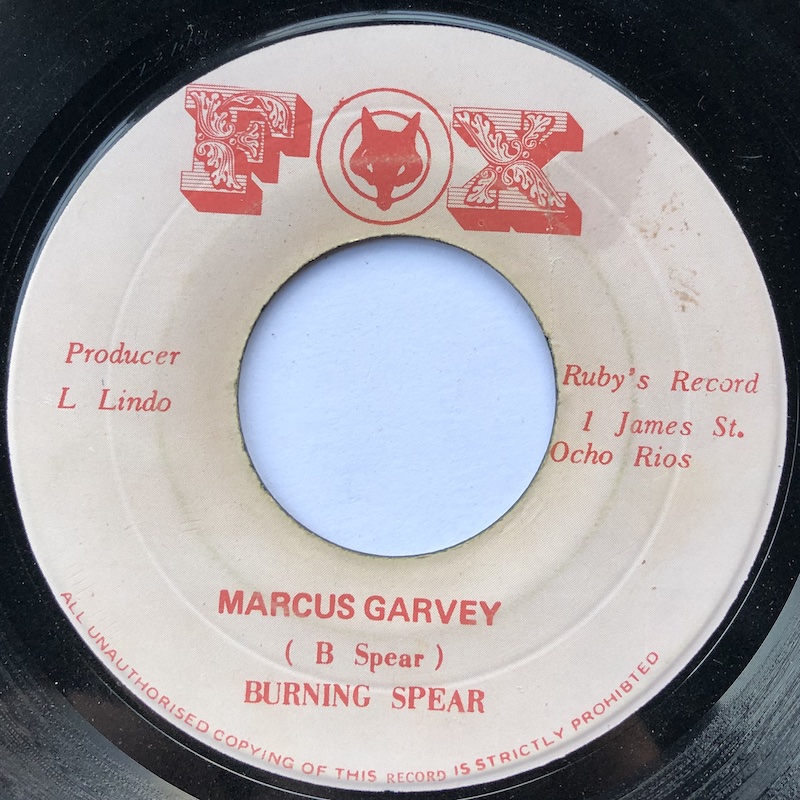 FOX
Producer
L Lindo
Ruby's Record
1 James St.
Ocho Rios
MARCUS GARVEY
( B Spear )
BURNING SPEAR
ALL UNAUTHORISED COPYING OF THIS RECORD IS STRICTLY PROHIBTED